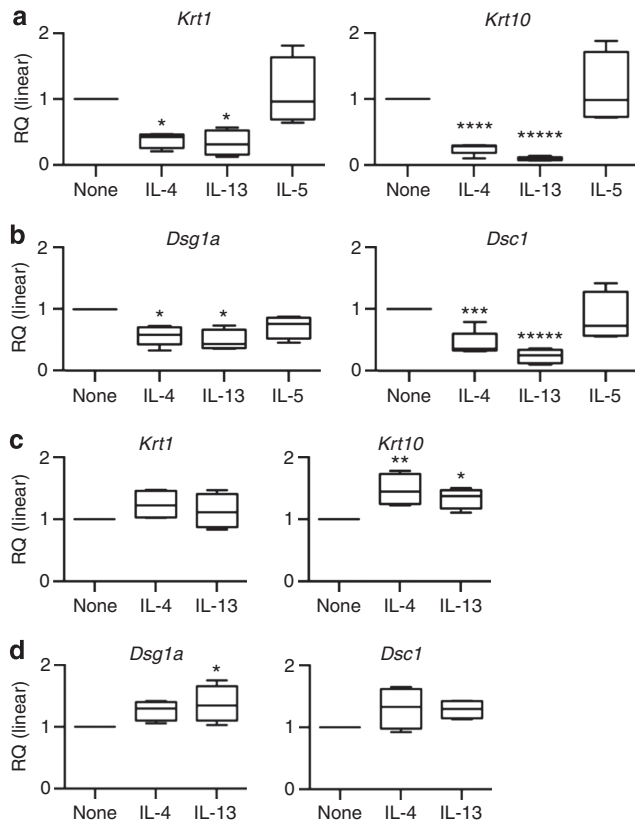 a
Krt1
Krt10
RQ (linear)
2
1
0
* *
**** *****
None IL-4 IL-13 IL-5
None IL-4 IL-13 IL-5
b
Dsg1a
Dsc1
RQ (linear)
2
1
0
2
1
0
* *
*** *****
None IL-4 IL-13 IL-5
None IL-4 IL-13 IL-5
c
Krt1
Krt10
RQ (linear)
2
1
0
2
1
0
** *
None IL-4 IL-13
None IL-4 IL-13
d
Dsg1a
Dsc1
RQ (linear)
2
1
0
2
1
0
*
None IL-4 IL-13
None IL-4 IL-13